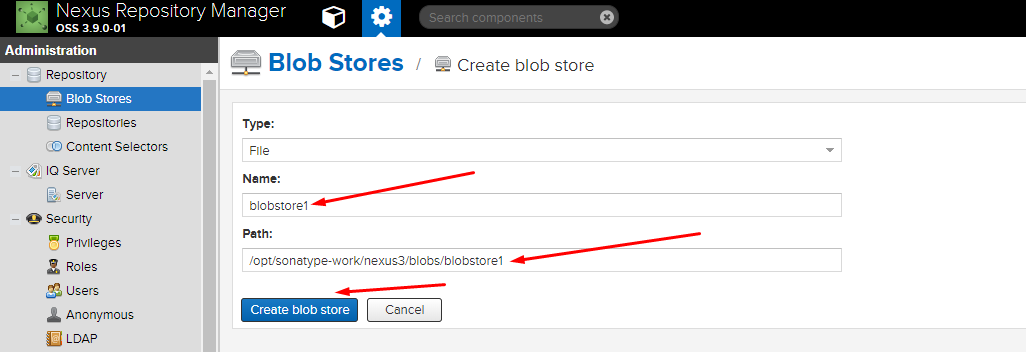 Nexus Repository Manager
OSS 3.9.0-01
Search components
Administration
Repository
Blob Stores
Repositories
Content Selectors
IQ Server
Server
Security
Privileges
Roles
Users
Anonymous
LDAP
Blob Stores / Create blob store
Type:
File
Name:
blobstore1
Path:
/opt/sonatype-work/nexus3/blobs/blobstore1
Create blob store Cancel